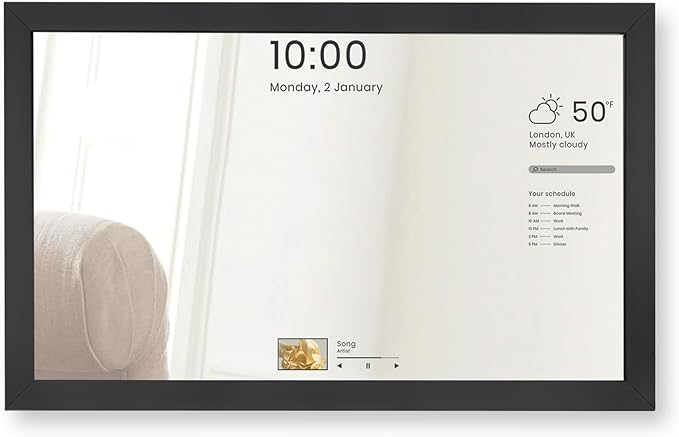 10:00
Monday, 2 January
50°F
London, UK
Mostly cloudy
Search
Your schedule
6 AM Morning Walk
9 AM Board Meeting
10 AM Work
12 PM Lunch with Family
2 PM Work
5 PM Dinner
Song
Artist